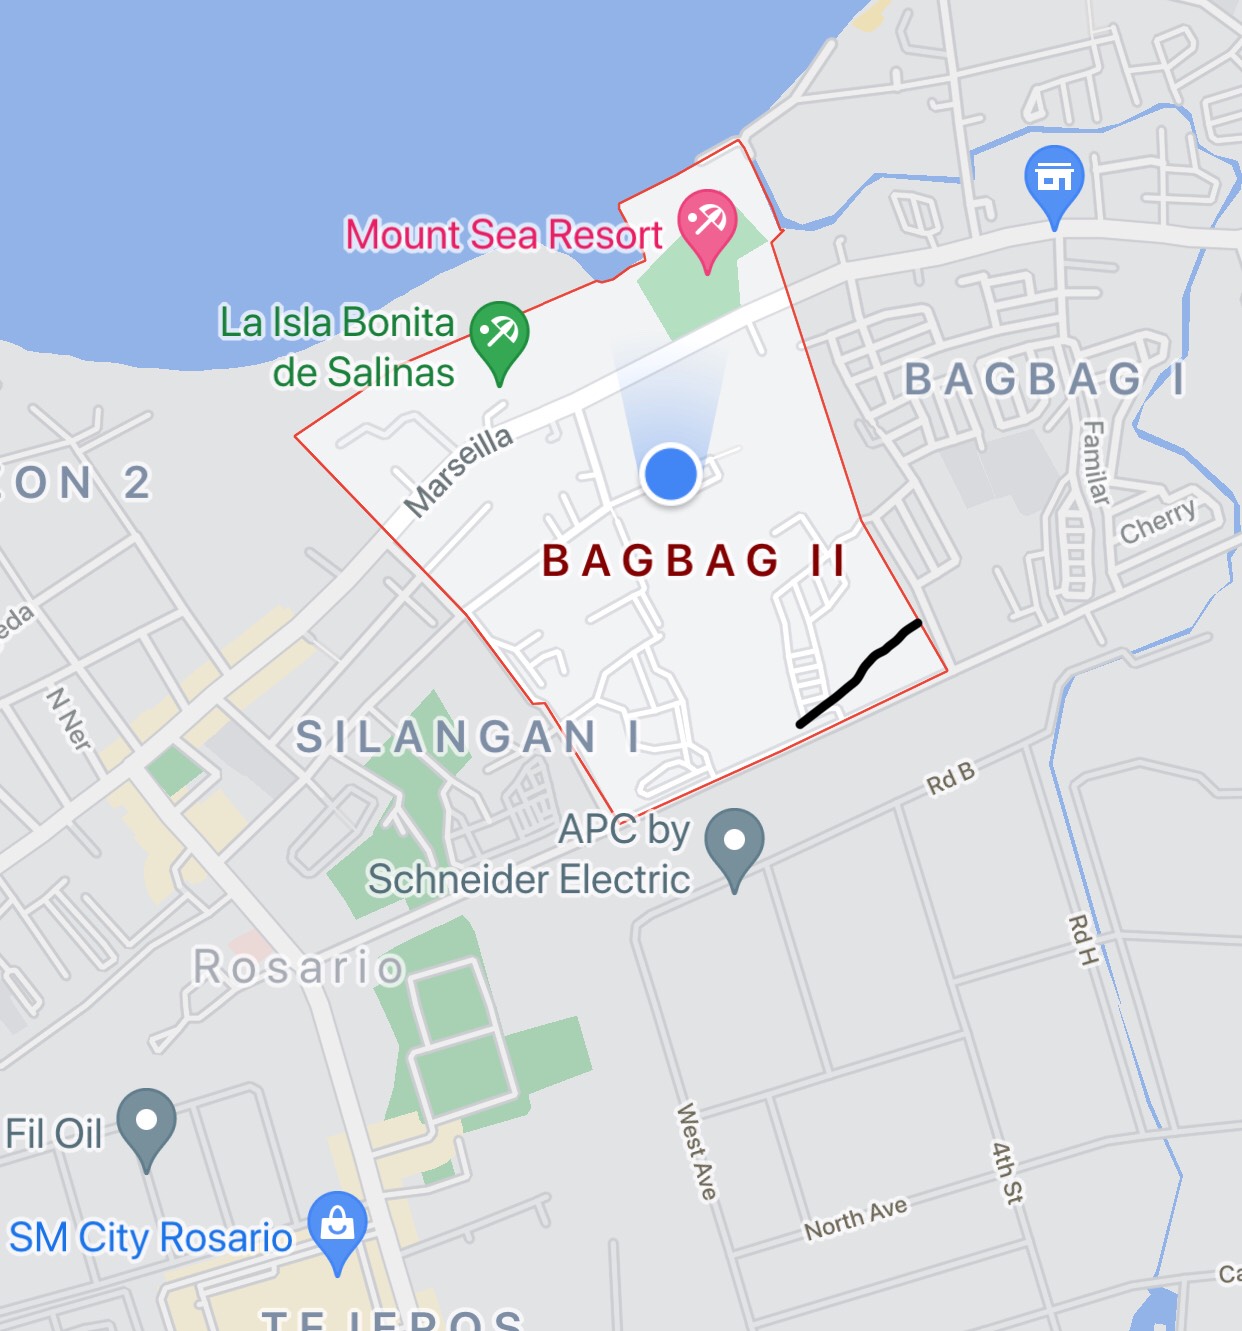 Mount Sea Resort
La Isla Bonita
de Salinas
BAGBAG I
Marseilla
Familar
ON 2
Cherry
BAGBAG II
eda
N Ner
SILANGAN I
Rd B
APC by
Schneider Electric
Rd H
Rosario
Fil Oil
West Ave
4th St
North Ave
SM City Rosario
Ca
TEJEROS